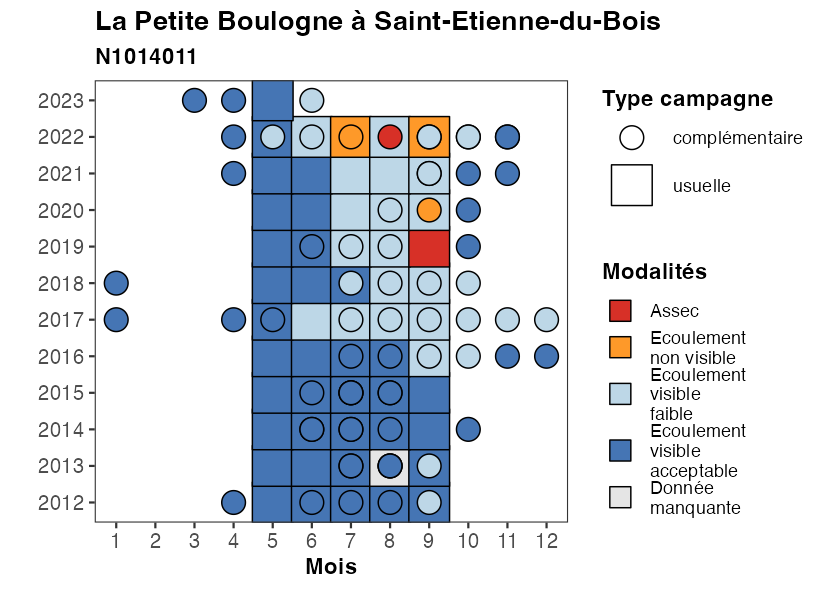 La Petite Boulogne à Saint-Etienne-du-Bois
N1014011
2023
2022
2021
2020
2019
2018
2017
2016
2015
2014
2013
2012
1 2 3 4 5 6 7 8 9 10 11 12
Mois
Type campagne
complémentaire
usuelle
Modalités
Assec
Ecoulement
non visible
Ecoulement
visible
faible
Ecoulement
visible
acceptable
Donnée
manquante